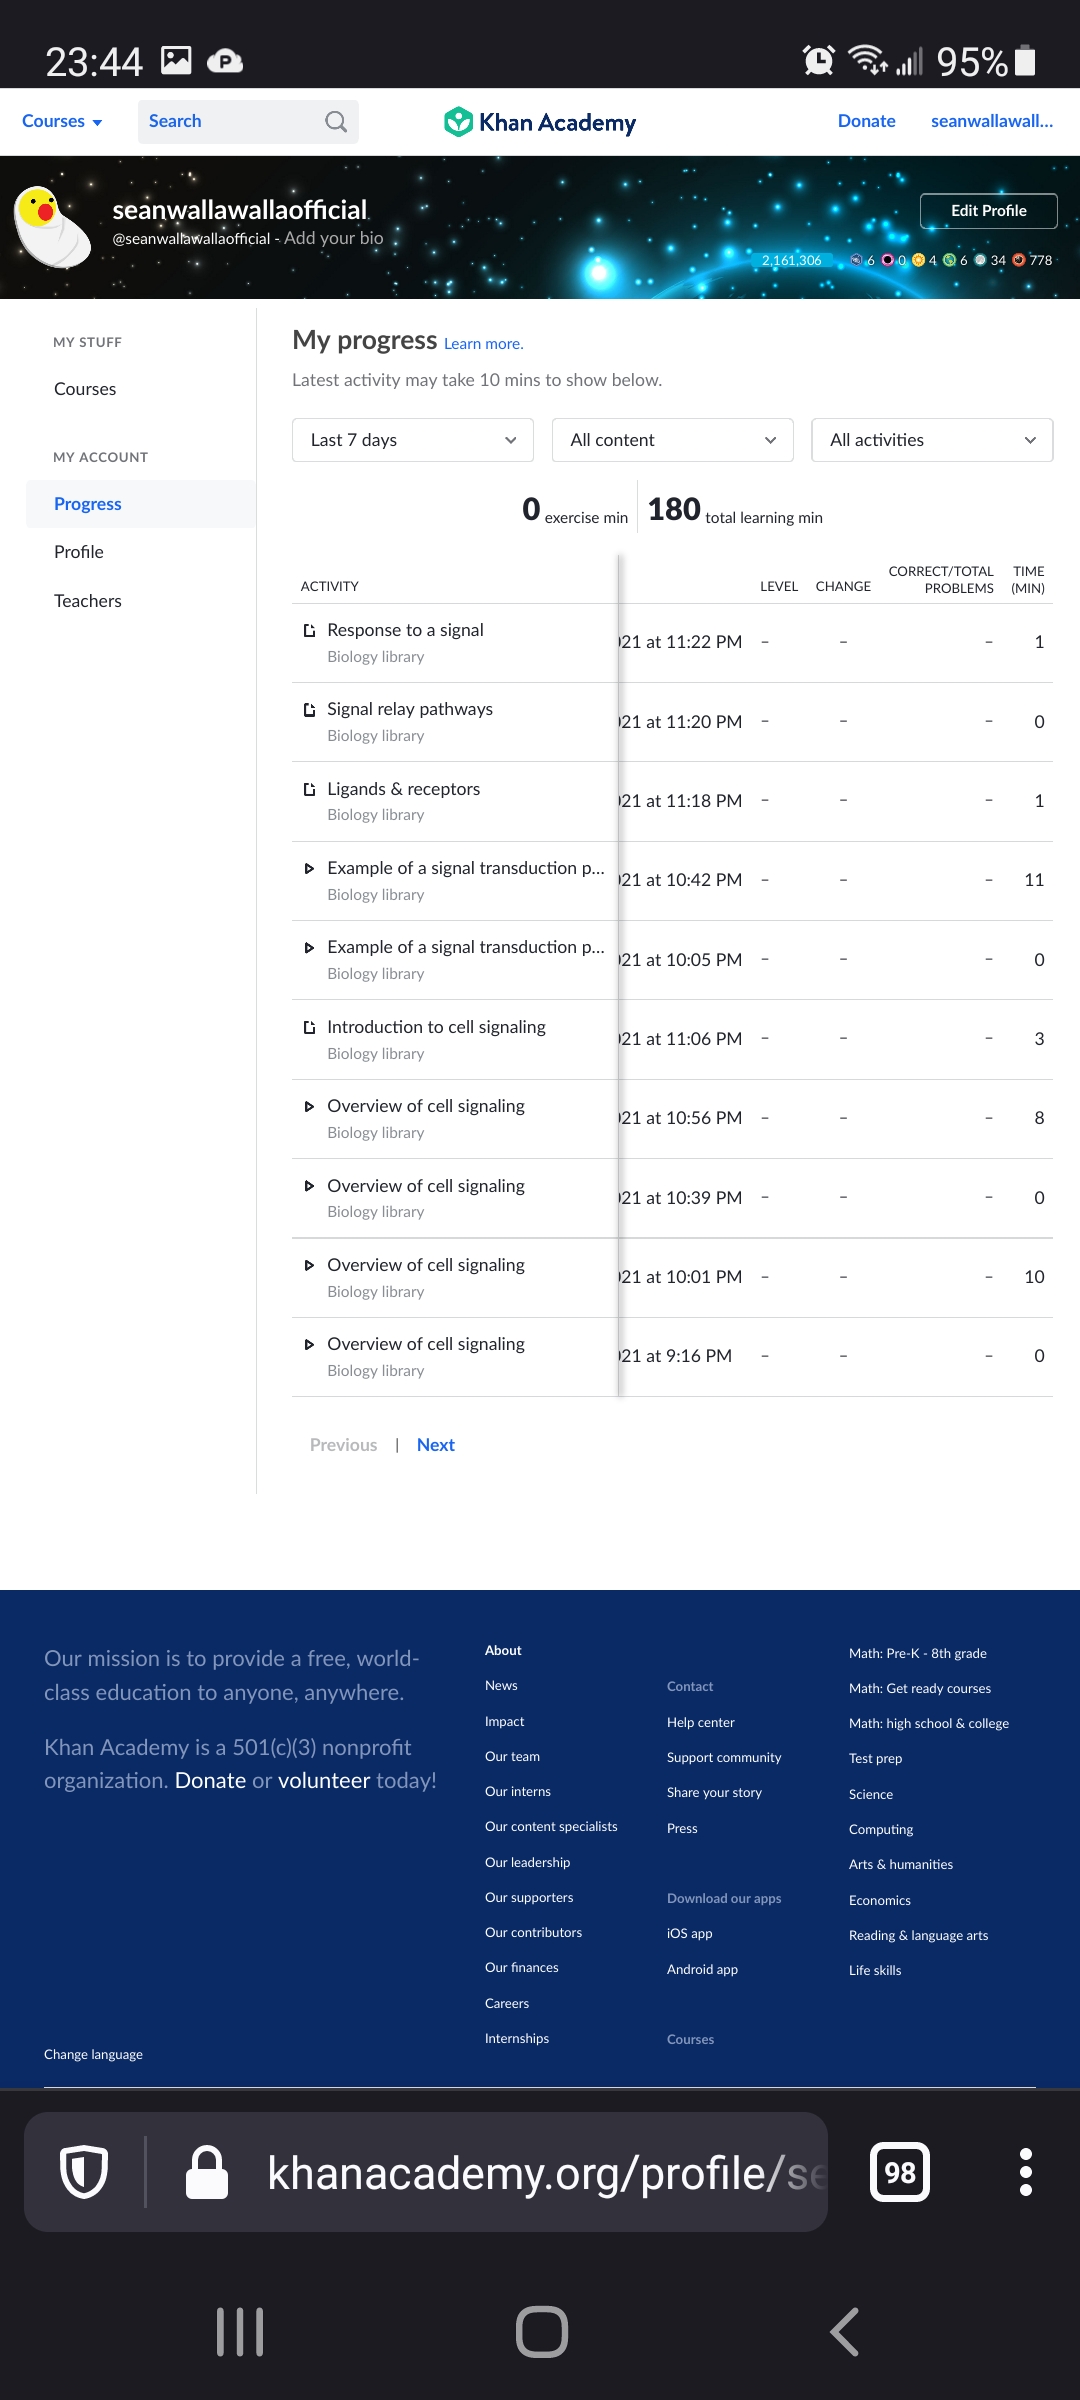 23:44
95%
Courses
Search
Khan Academy
Donate
seanwallawall...
seanwallawallaofficial
@seanwallawallaofficial - Add your bio
Edit Profile
2,161,306 6 0 4 6 34 778
MY STUFF
Courses
MY ACCOUNT
Progress
Profile
Teachers
My progress Learn more.
Latest activity may take 10 mins to show below.
Last 7 days
All content
All activities
0 exercise min
180 total learning min
ACTIVITY LEVEL CHANGE CORRECT/TOTAL PROBLEMS TIME (MIN)
Response to a signal
Biology library
21 at 11:22 PM – – – 1
Signal relay pathways
Biology library
21 at 11:20 PM – – – 0
Ligands & receptors
Biology library
21 at 11:18 PM – – – 1
Example of a signal transduction p...
Biology library
21 at 10:42 PM – – – 11
Example of a signal transduction p...
Biology library
21 at 10:05 PM – – – 0
Introduction to cell signaling
Biology library
21 at 11:06 PM – – – 3
Overview of cell signaling
Biology library
21 at 10:56 PM – – – 8
Overview of cell signaling
Biology library
21 at 10:39 PM – – – 0
Overview of cell signaling
Biology library
21 at 10:01 PM – – – 10
Overview of cell signaling
Biology library
21 at 9:16 PM – – – 0
Previous | Next
Our mission is to provide a free, world-
class education to anyone, anywhere.
Khan Academy is a 501(c)(3) nonprofit
organization. Donate or volunteer today!
Change language
About
News
Impact
Our team
Our interns
Our content specialists
Our leadership
Our supporters
Our contributors
Our finances
Careers
Internships
Contact
Help center
Support community
Share your story
Press
Download our apps
iOS app
Android app
Courses
Math: Pre-K - 8th grade
Math: Get ready courses
Math: high school & college
Test prep
Science
Computing
Arts & humanities
Economics
Reading & language arts
Life skills
khanacademy.org/profile/se
98